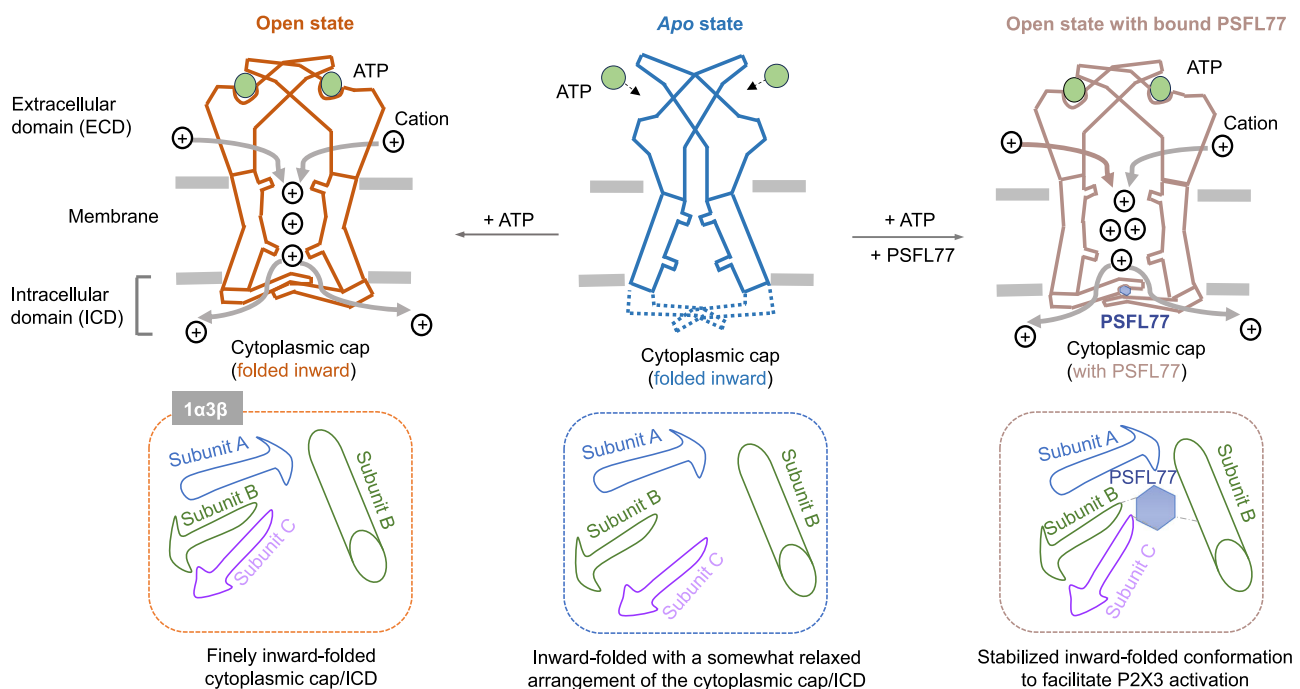 Open state
Apo state
Open state with bound PSFL77
Extracellular
domain (ECD)
Membrane
Intracellular
domain (ICD)
ATP
Cation
+
+
+
+
+
+
+
Cytoplasmic cap
(folded inward)
+ ATP
ATP
Cytoplasmic cap
(folded inward)
+ ATP
+ PSFL77
ATP
Cation
+
+
+
+
+
+
+
+
PSFL77
Cytoplasmic cap
(with PSFL77)
1α3β
Subunit A
Subunit B
Subunit C
Subunit B
Finely inward-folded
cytoplasmic cap/ICD
Subunit A
Subunit B
Subunit C
Subunit B
Inward-folded with a somewhat relaxed
arrangement of the cytoplasmic cap/ICD
Subunit A
PSFL77
Subunit B
Subunit C
Subunit B
Stabilized inward-folded conformation
to facilitate P2X3 activation